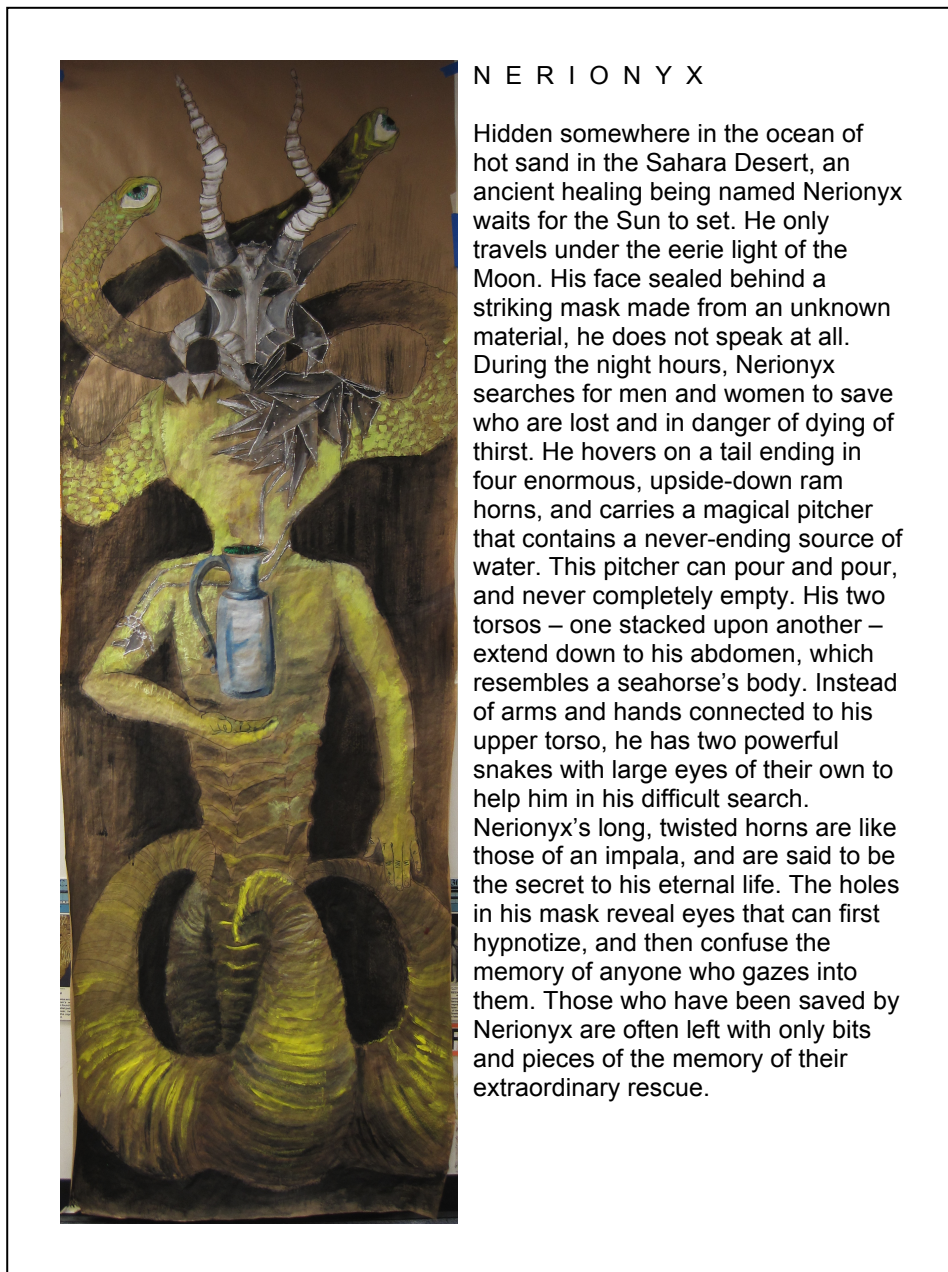 N E R I O N Y X
Hidden somewhere in the ocean of
hot sand in the Sahara Desert, an
ancient healing being named Nerionyx
waits for the Sun to set. He only
travels under the eerie light of the
Moon. His face sealed behind a
striking mask made from an unknown
material, he does not speak at all.
During the night hours, Nerionyx
searches for men and women to save
who are lost and in danger of dying of
thirst. He hovers on a tail ending in
four enormous, upside-down ram
horns, and carries a magical pitcher
that contains a never-ending source of
water. This pitcher can pour and pour,
and never completely empty. His two
torsos – one stacked upon another –
extend down to his abdomen, which
resembles a seahorse's body. Instead
of arms and hands connected to his
upper torso, he has two powerful
snakes with large eyes of their own to
help him in his difficult search.
Nerionyx's long, twisted horns are like
those of an impala, and are said to be
the secret to his eternal life. The holes
in his mask reveal eyes that can first
hypnotize, and then confuse the
memory of anyone who gazes into
them. Those who have been saved by
Nerionyx are often left with only bits
and pieces of the memory of their
extraordinary rescue.